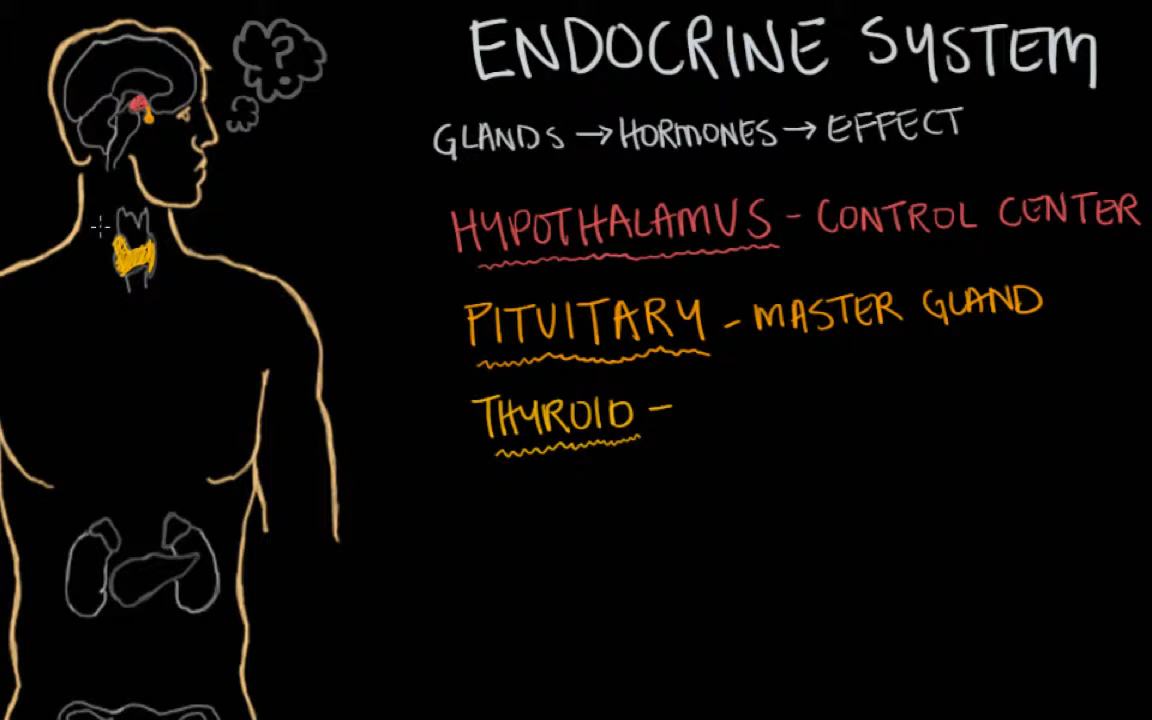 ?
ENDOCRINE SYSTEM
GLANDS → HORMONES → EFFECT
HYPOTHALAMUS - CONTROL CENTER
PITUITARY - MASTER GLAND
THYROID -